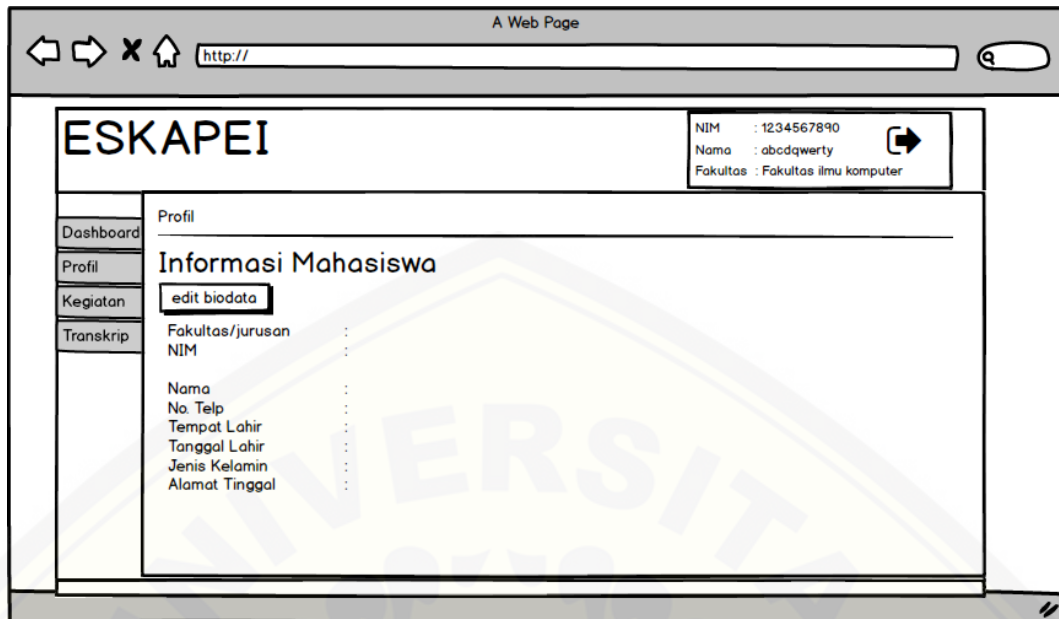 A Web Page
http://
ESKAPEI
NIM : 1234567890
Nama : abcdqwerty
Fakultas : Fakultas ilmu komputer
Dashboard
Profil
Kegiatan
Transkrip
Profil
Informasi Mahasiswa
edit biodata
Fakultas/jurusan :
NIM :
Nama :
No. Telp :
Tempat Lahir :
Tanggal Lahir :
Jenis Kelamin :
Alamat Tinggal :
UNIVERSITA